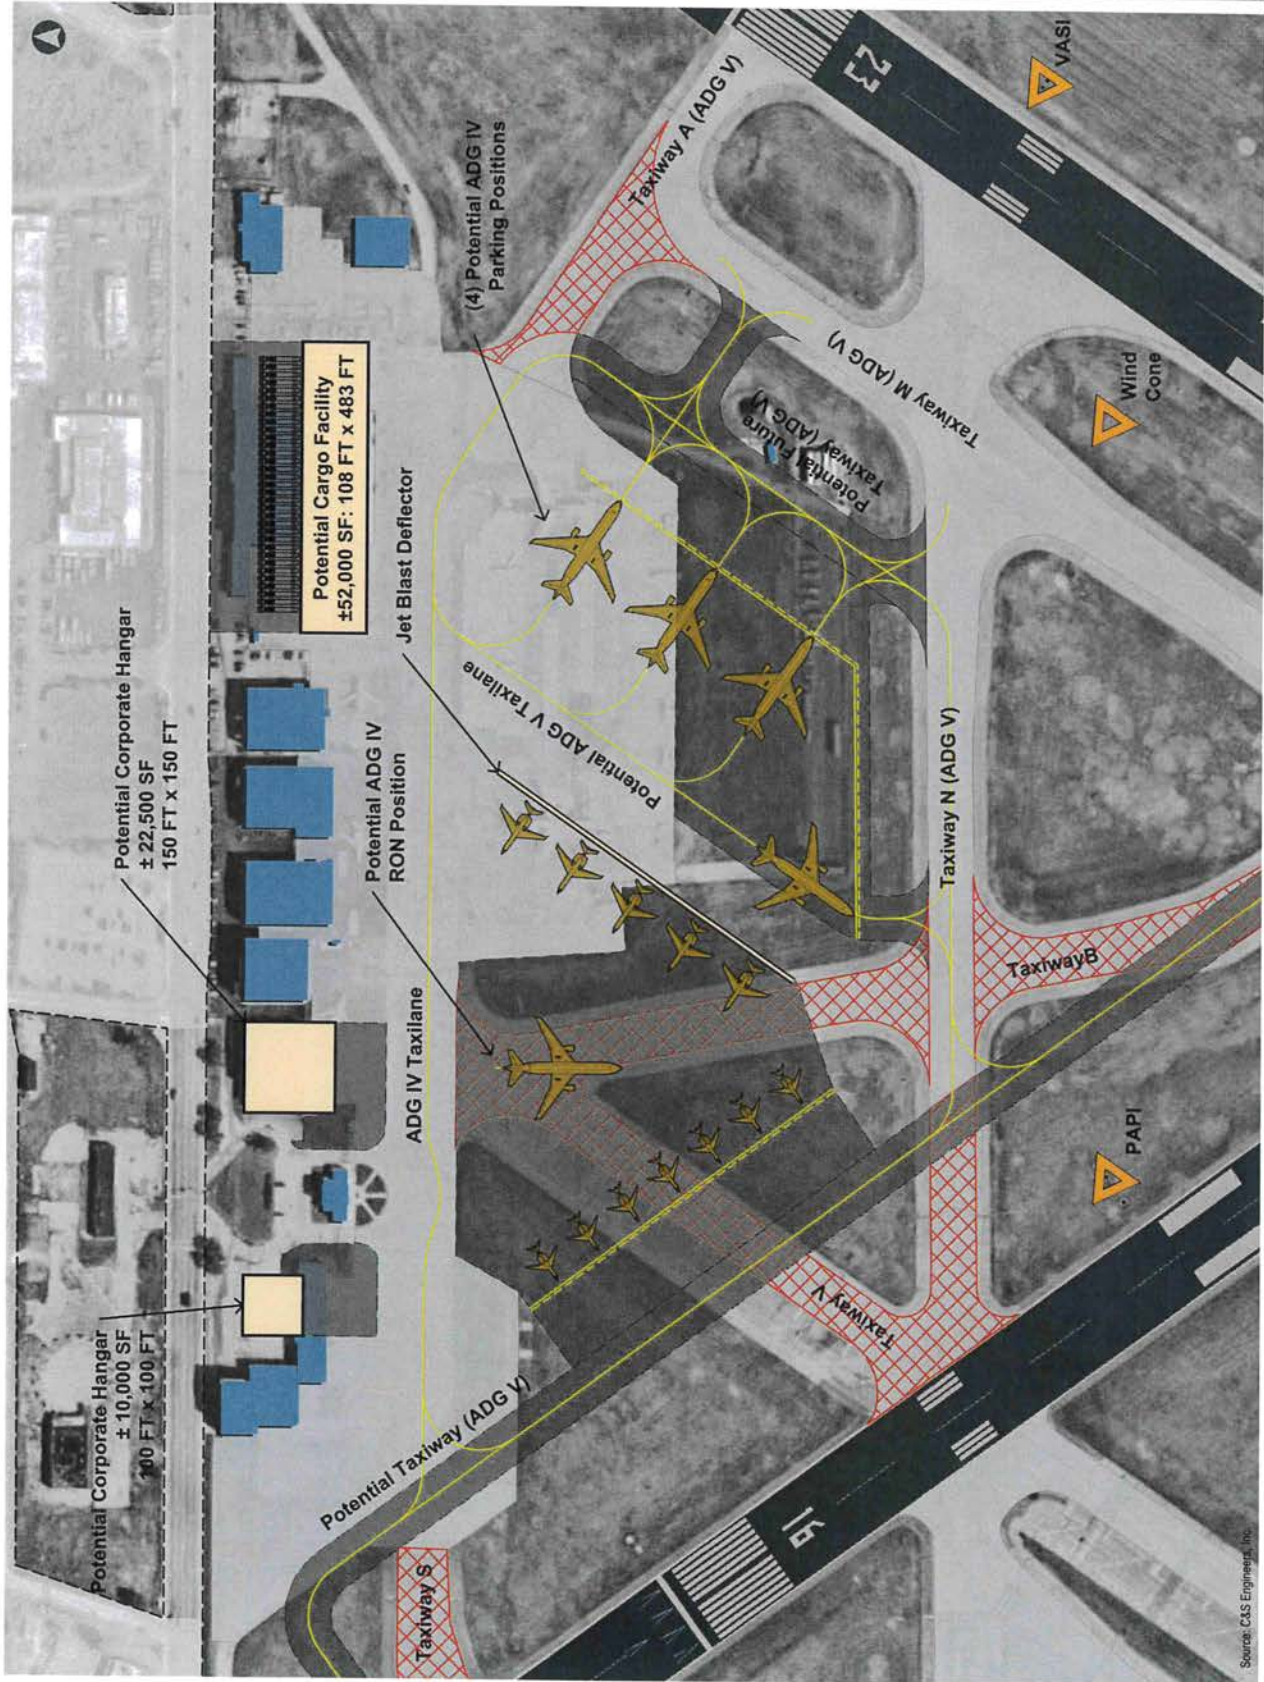 Potential Corporate Hangar
± 10,000 SF
100 FT x 100 FT
Potential Corporate Hangar
± 22,500 SF
150 FT x 150 FT
Potential Cargo Facility
±52,000 SF: 108 FT x 483 FT
(4) Potential ADG IV
Parking Positions
Jet Blast Deflector
Potential ADG IV
RON Position
ADG IV Taxilane
Potential ADG V Taxilane
Taxiway A (ADG V)
23
VASI
Taxiway M (ADG V)
Potential Future
Taxiway (ADG V)
Wind
Cone
Taxiway N (ADG V)
TaxiwayB
PAPI
Taxiway V
Potential Taxiway (ADG V)
Taxiway S
16
Source: C&S Engineers, Inc.